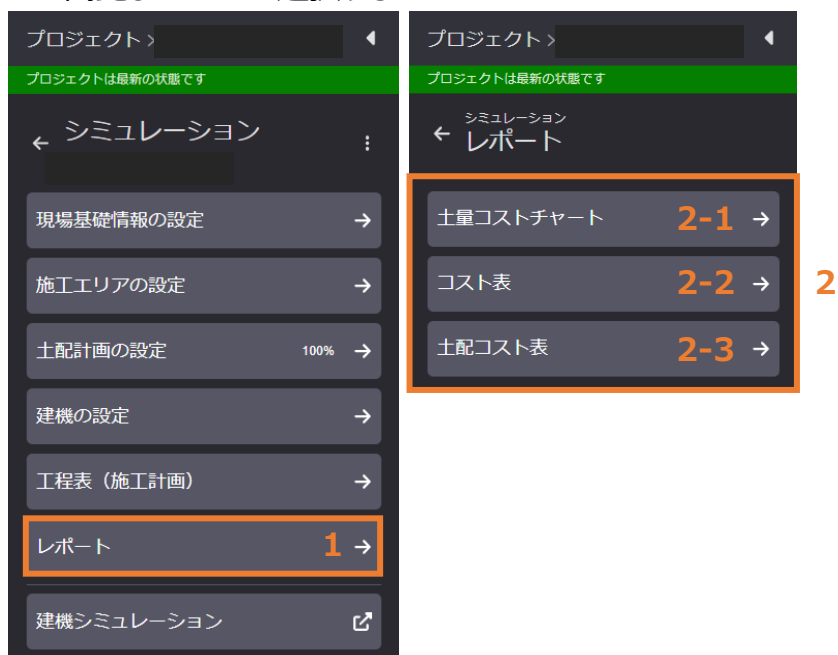 プロジェクト >
プロジェクトは最新の状態です
シミュレーション
現場基礎情報の設定
施工エリアの設定
土配計画の設定 100%
建機の設定
工程表（施工計画）
レポート 1
建機シミュレーション
プロジェクト >
プロジェクトは最新の状態です
シミュレーション
レポート
土量コストチャート 2-1
コスト表 2-2
土配コスト表 2-3
2